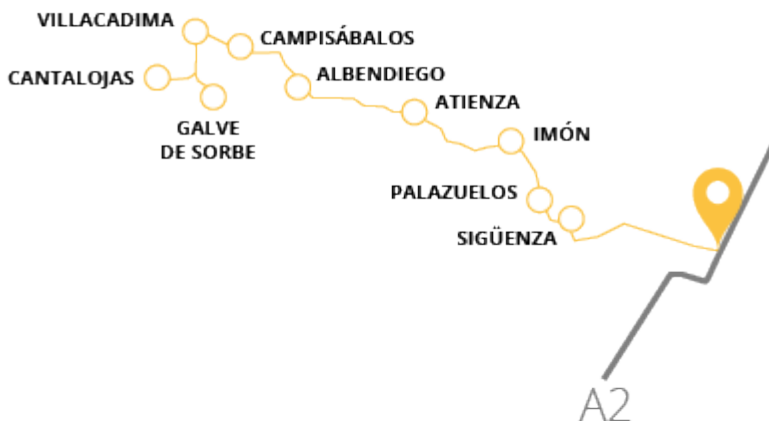 VILLACADIMA
CAMPISÁBALOS
CANTALOJAS
ALBENDIEGO
ATIENZA
GALVE
DE SORBE
IMÓN
PALAZUELOS
SIGÜENZA
A2